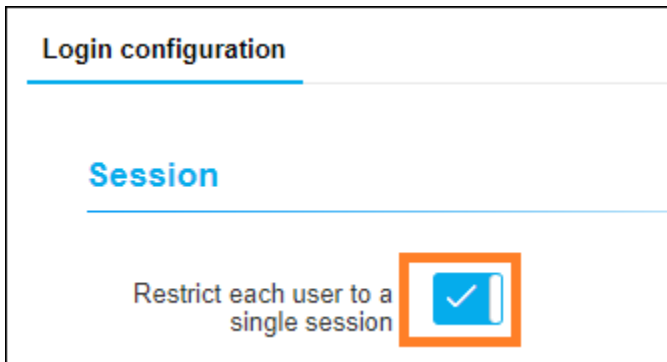 Login configuration
Session
Restrict each user to a
single session